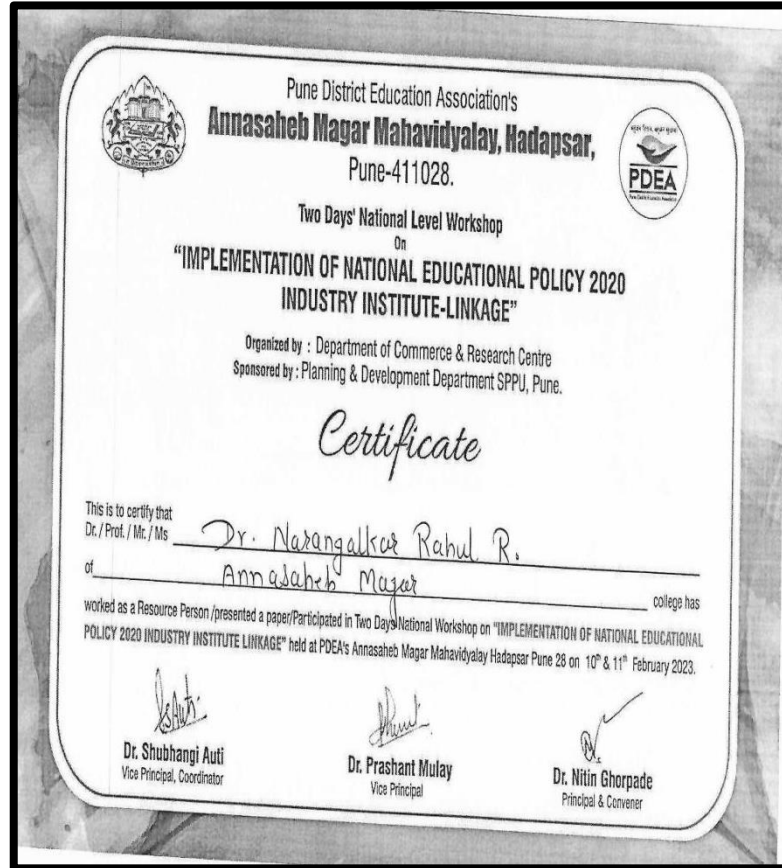 Pune District Education Association's
Annasaheb Magar Mahavidyalay, Hadapsar,
Pune-411028.
PDEA
Two Days' National Level Workshop
On
"IMPLEMENTATION OF NATIONAL EDUCATIONAL POLICY 2020
INDUSTRY INSTITUTE-LINKAGE"
Organized by : Department of Commerce & Research Centre
Sponsored by : Planning & Development Department SPPU, Pune.
Certificate
This is to certify that
Dr. / Prof. / Mr. / Ms Dr. Narangalkar Rahul R.
of Annasaheb Magar college has
worked as a Resource Person /presented a paper/Participated in Two Days National Workshop on "IMPLEMENTATION OF NATIONAL EDUCATIONAL
POLICY 2020 INDUSTRY INSTITUTE LINKAGE" held at PDEA's Annasaheb Magar Mahavidyalay Hadapsar Pune 28 on 10th & 11th February 2023.
Dr. Shubhangi Auti
Vice Principal, Coordinator
Dr. Prashant Mulay
Vice Principal
Dr. Nitin Ghorpade
Principal & Convener